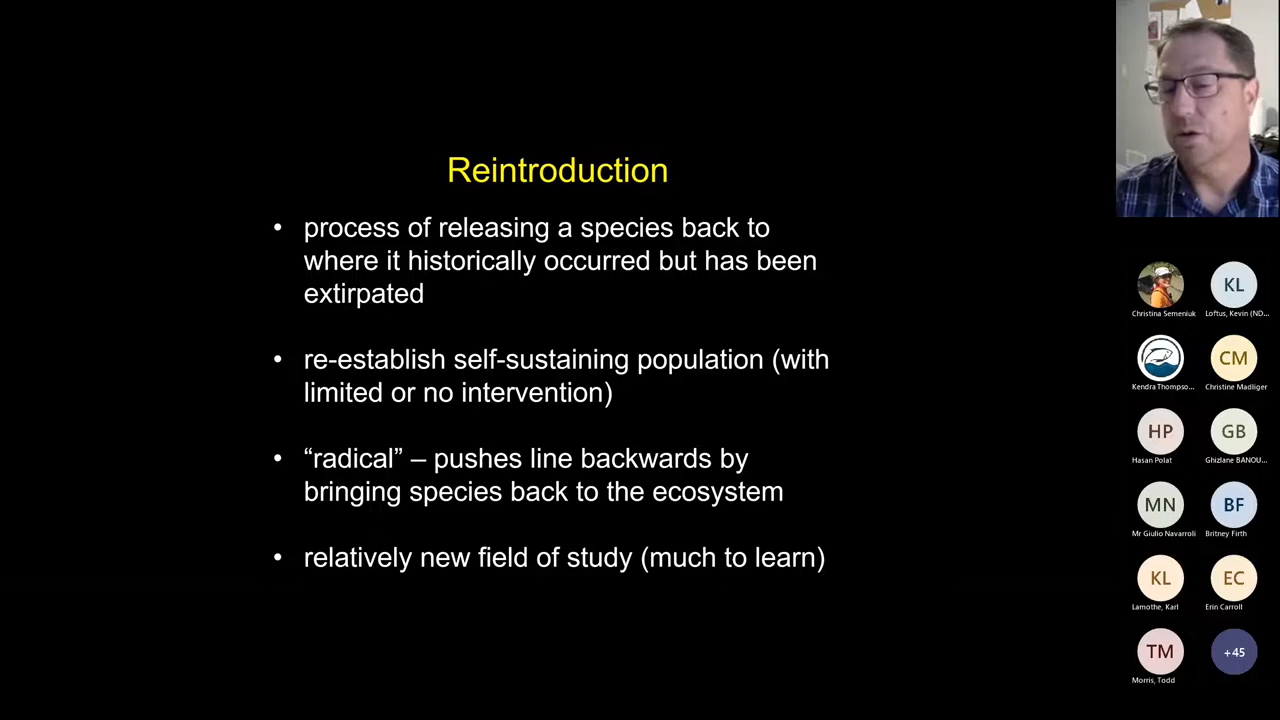 Reintroduction
• process of releasing a species back to
where it historically occurred but has been
extirpated
• re-establish self-sustaining population (with
limited or no intervention)
• “radical” – pushes line backwards by
bringing species back to the ecosystem
• relatively new field of study (much to learn)
Christina Semeniuk
KL
Loftus, Kevin (ND...
Kendra Thompso...
CM
Christine Madliger
HP
Hasan Polat
GB
Ghizlane BANOU...
MN
Mr Giulio Navarroli
BF
Britney Firth
KL
Lamothe, Karl
EC
Erin Carroll
TM
Morris, Todd
+45